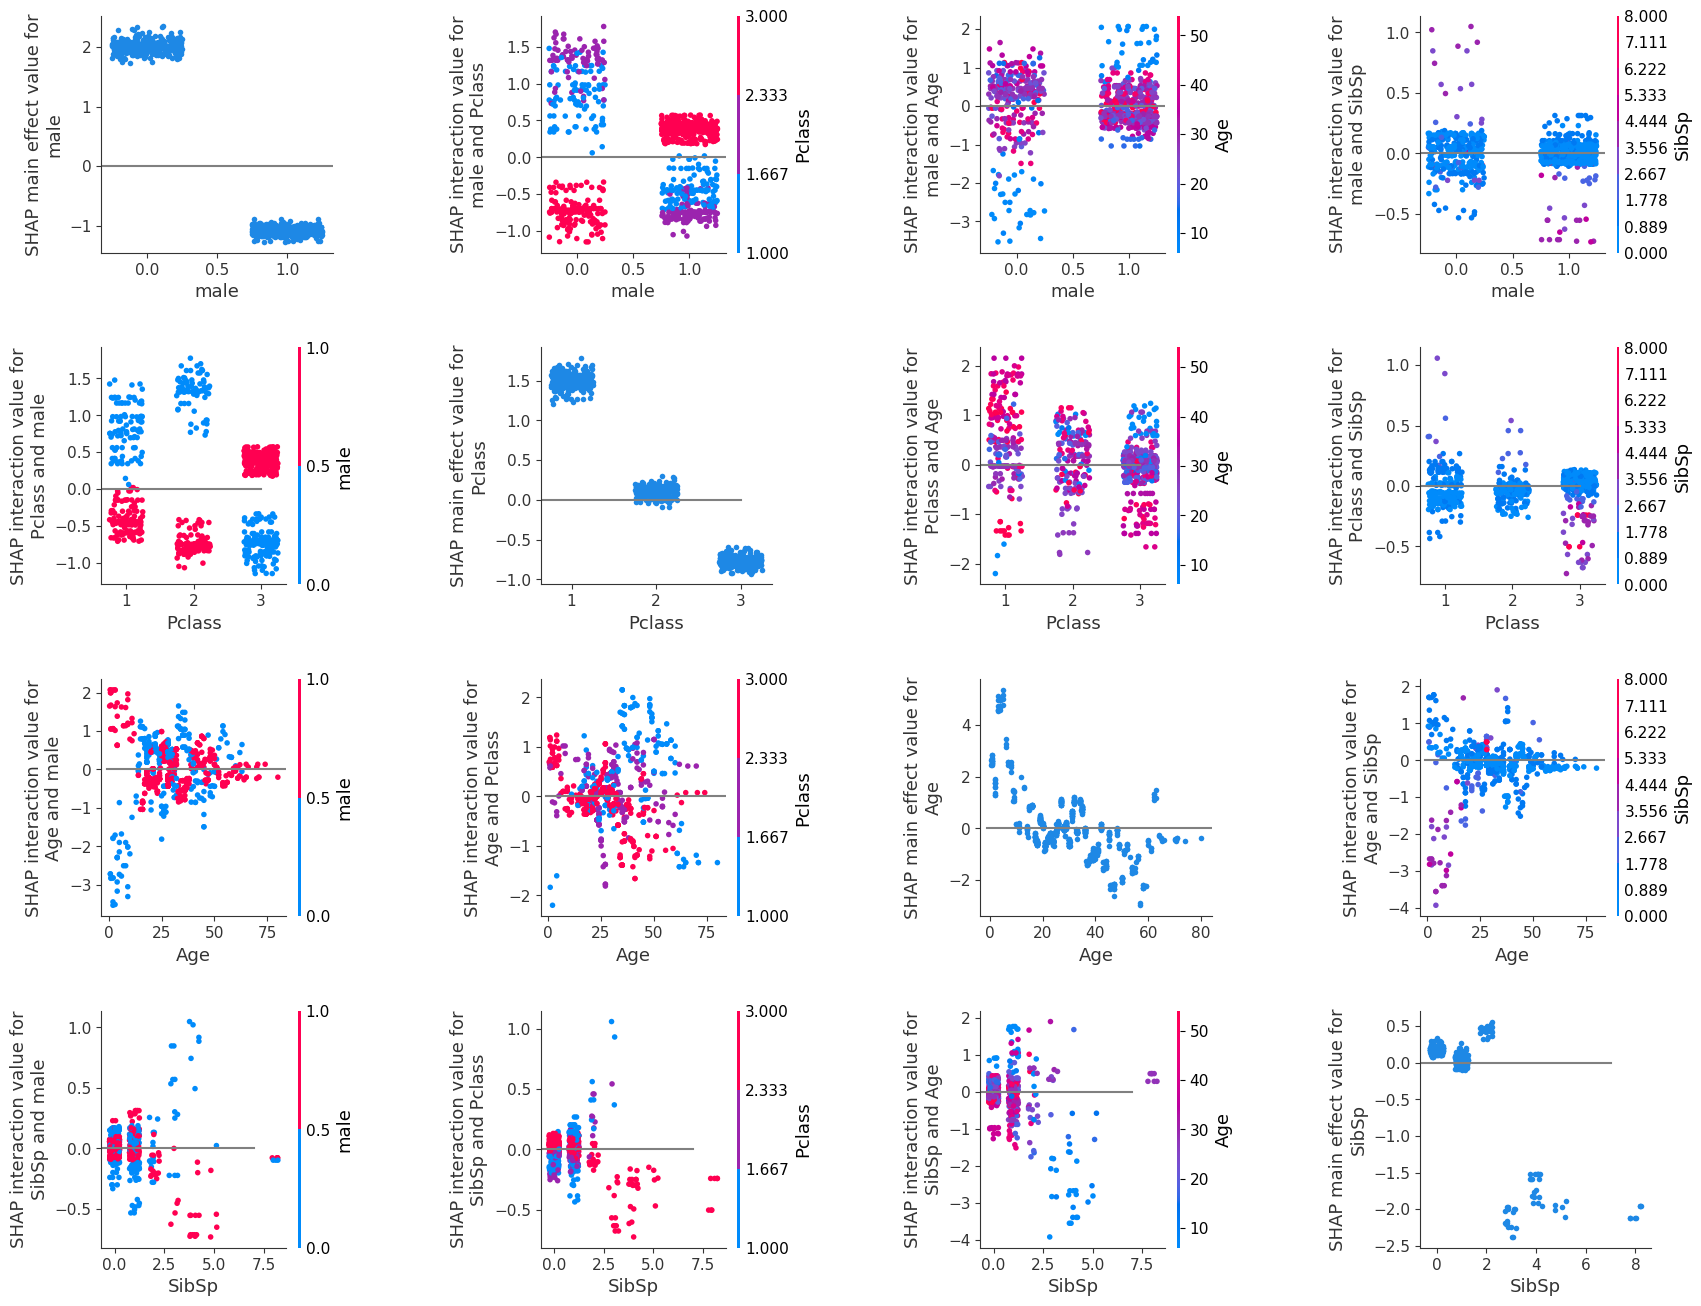 SHAP main effect value for
male
2
1
0
−1
0.0 0.5 1.0
male
SHAP interaction value for
male and Pclass
1.5
1.0
0.5
0.0
−0.5
−1.0
0.0 0.5 1.0
male
3.000
2.333
1.667
1.000
Pclass
SHAP interaction value for
male and Age
2
1
0
−1
−2
−3
0.0 0.5 1.0
male
50
40
30
20
10
Age
SHAP interaction value for
male and SibSp
1.0
0.5
0.0
−0.5
0.0 0.5 1.0
male
8.000
7.111
6.222
5.333
4.444
3.556
2.667
1.778
0.889
0.000
SibSp
SHAP interaction value for
Pclass and male
1.5
1.0
0.5
0.0
−0.5
−1.0
1 2 3
Pclass
1.0
0.5
0.0
male
SHAP main effect value for
Pclass
1.5
1.0
0.5
0.0
−0.5
−1.0
1 2 3
Pclass
SHAP interaction value for
Pclass and Age
2
1
0
−1
−2
1 2 3
Pclass
50
40
30
20
10
Age
SHAP interaction value for
Pclass and SibSp
1.0
0.5
0.0
−0.5
1 2 3
Pclass
8.000
7.111
6.222
5.333
4.444
3.556
2.667
1.778
0.889
0.000
SibSp
SHAP interaction value for
Age and male
2
1
0
−1
−2
−3
0 25 50 75
Age
1.0
0.5
0.0
male
SHAP interaction value for
Age and Pclass
2
1
0
−1
−2
0 25 50 75
Age
3.000
2.333
1.667
1.000
Pclass
SHAP main effect value for
Age
4
2
0
−2
0 20 40 60 80
Age
SHAP interaction value for
Age and SibSp
2
1
0
−1
−2
−3
−4
0 25 50 75
Age
8.000
7.111
6.222
5.333
4.444
3.556
2.667
1.778
0.889
0.000
SibSp
SHAP interaction value for
SibSp and male
1.0
0.5
0.0
−0.5
0.0 2.5 5.0 7.5
SibSp
1.0
0.5
0.0
male
SHAP interaction value for
SibSp and Pclass
1.0
0.5
0.0
−0.5
0.0 2.5 5.0 7.5
SibSp
3.000
2.333
1.667
1.000
Pclass
SHAP interaction value for
SibSp and Age
2
1
0
−1
−2
−3
−4
0.0 2.5 5.0 7.5
SibSp
50
40
30
20
10
Age
SHAP main effect value for
SibSp
0.5
0.0
−0.5
−1.0
−1.5
−2.0
−2.5
0 2 4 6 8
SibSp